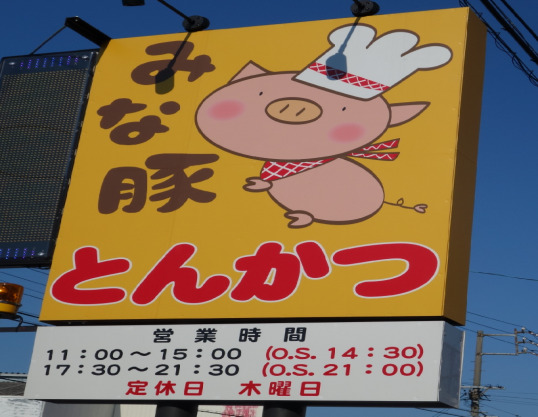 みな豚
とんかつ
営業時間
11:00～15:00 (O.S. 14:30)
17:30～21:30 (O.S. 21:00)
定休日 木曜日